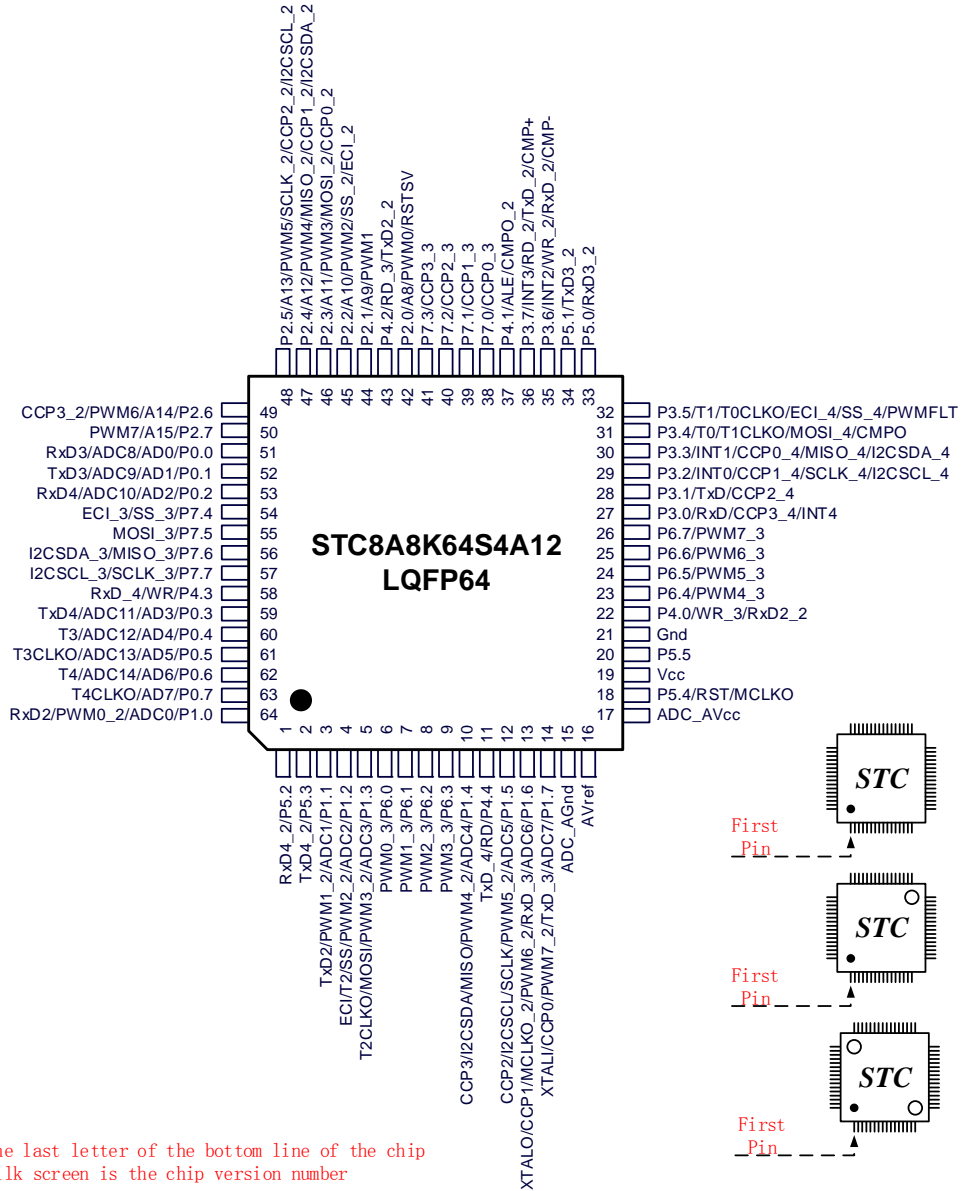 P2.5/A13/PWM5/SCLK_2/CCP2_2/I2CSCL_2
P2.4/A12/PWM4/MISO_2/CCP1_2/I2CSDA_2
P2.3/A11/PWM3/MOSI_2/CCP0_2
P2.2/A10/PWM2/SS_2/ECI_2
P2.1/A9/PWM1
P4.2/RD_3/TxD2_2
P2.0/A8/PWM0/RSTSV
P7.3/CCP3_3
P7.2/CCP2_3
P7.1/CCP1_3
P7.0/CCP0_3
P4.1/ALE/CMPO_2
P3.7/INT3/RD_2/TxD_2/CMP+
P3.6/INT2/WR_2/RxD_2/CMP-
P5.1/TxD3_2
P5.0/RxD3_2
48 47 46 45 44 43 42 41 40 39 38 37 36 35 34 33
CCP3_2/PWM6/A14/P2.6 49
PWM7/A15/P2.7 50
RxD3/ADC8/AD0/P0.0 51
TxD3/ADC9/AD1/P0.1 52
RxD4/ADC10/AD2/P0.2 53
ECI_3/SS_3/P7.4 54
MOSI_3/P7.5 55
I2CSDA_3/MISO_3/P7.6 56
I2CSCL_3/SCLK_3/P7.7 57
RxD_4/WR/P4.3 58
TxD4/ADC11/AD3/P0.3 59
T3/ADC12/AD4/P0.4 60
T3CLKO/ADC13/AD5/P0.5 61
T4/ADC14/AD6/P0.6 62
T4CLKO/AD7/P0.7 63
RxD2/PWM0_2/ADC0/P1.0 64
STC8A8K64S4A12
LQFP64
32 P3.5/T1/T0CLKO/ECI_4/SS_4/PWMFLT
31 P3.4/T0/T1CLKO/MOSI_4/CMPO
30 P3.3/INT1/CCP0_4/MISO_4/I2CSDA_4
29 P3.2/INT0/CCP1_4/SCLK_4/I2CSCL_4
28 P3.1/TxD/CCP2_4
27 P3.0/RxD/CCP3_4/INT4
26 P6.7/PWM7_3
25 P6.6/PWM6_3
24 P6.5/PWM5_3
23 P6.4/PWM4_3
22 P4.0/WR_3/RxD2_2
21 Gnd
20 P5.5
19 Vcc
18 P5.4/RST/MCLKO
17 ADC_AVcc
1 2 3 4 5 6 7 8 9 10 11 12 13 14 15 16
RxD4_2/P5.2
TxD4_2/P5.3
TxD2/PWM1_2/ADC1/P1.1
ECI/T2/SS/PWM2_2/ADC2/P1.2
T2CLKO/MOSI/PWM3_2/ADC3/P1.3
PWM0_3/P6.0
PWM1_3/P6.1
PWM2_3/P6.2
PWM3_3/P6.3
CCP3/I2CSDA/MISO/PWM4_2/ADC4/P1.4
TxD_4/RD/P4.4
CCP2/I2CSCL/SCLK/PWM5_2/ADC5/P1.5
XTALO/CCP1/MCLKO_2/PWM6_2/RxD_3/ADC6/P1.6
XTALI/CCP0/PWM7_2/TxD_3/ADC7/P1.7
ADC_AGnd
AVref
STC
First
Pin
STC
First
Pin
STC
First
Pin
he last letter of the bottom line of the chip
ilk screen is the chip version number